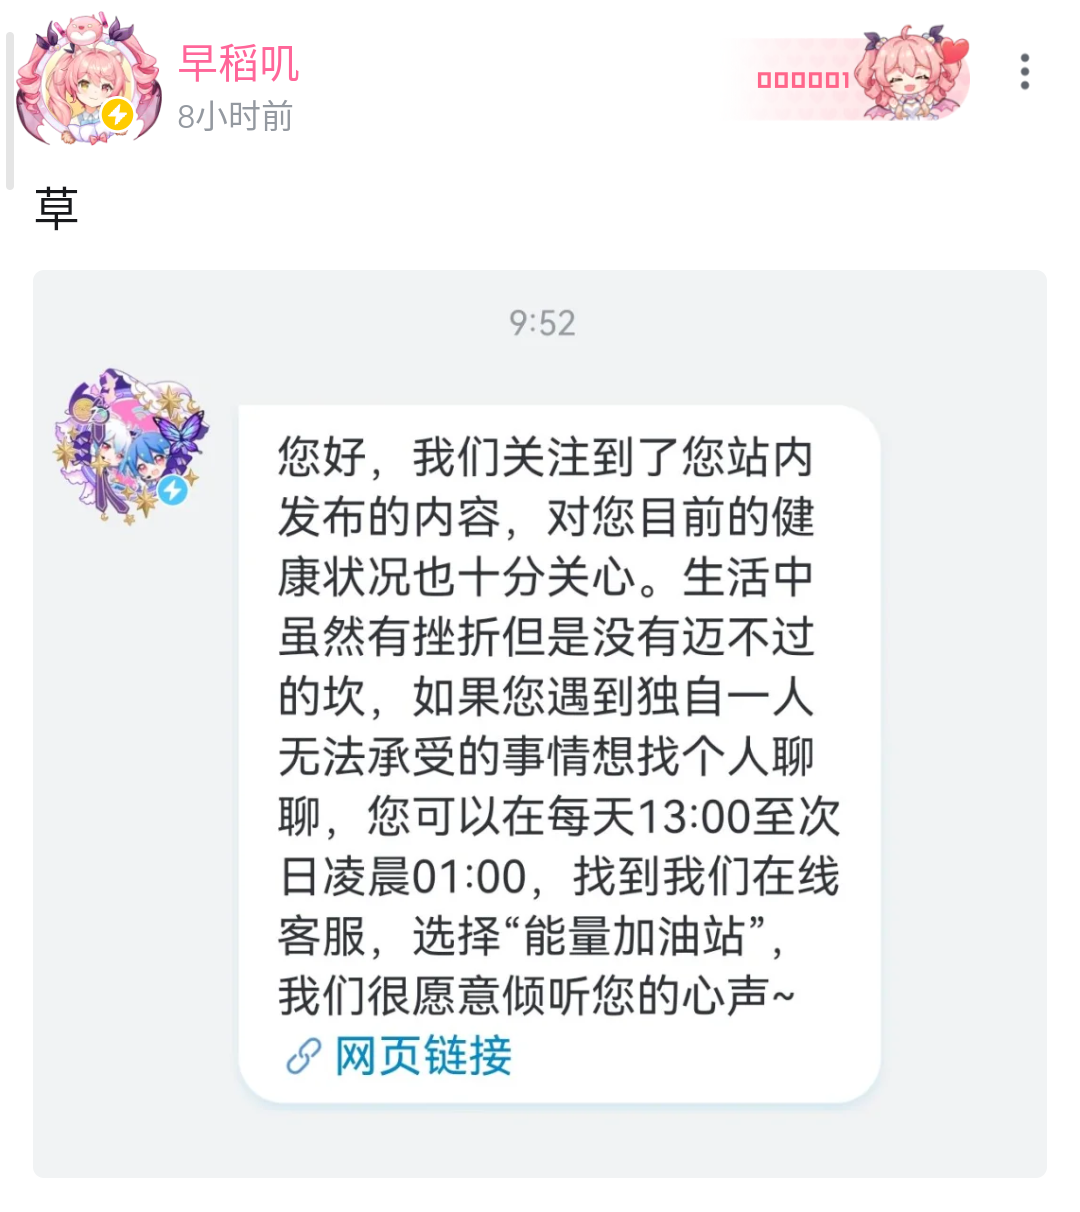 早稻叽
8小时前
000001
草
9:52
您好，我们关注到了您站内
发布的内容，对您目前的健
康状况也十分关心。生活中
虽然有挫折但是没有迈不过
的坎，如果您遇到独自一人
无法承受的事情想找个人聊
聊，您可以在每天13:00至次
日凌晨01:00，找到我们在线
客服，选择“能量加油站”，
我们很愿意倾听您的心声~
网页链接